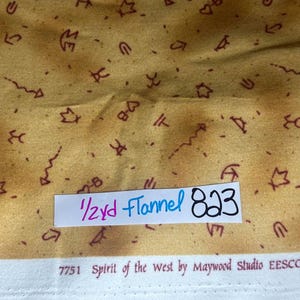 1/2yd Flannel 823
7751 Spirit of the West by Maywood Studio EESCO